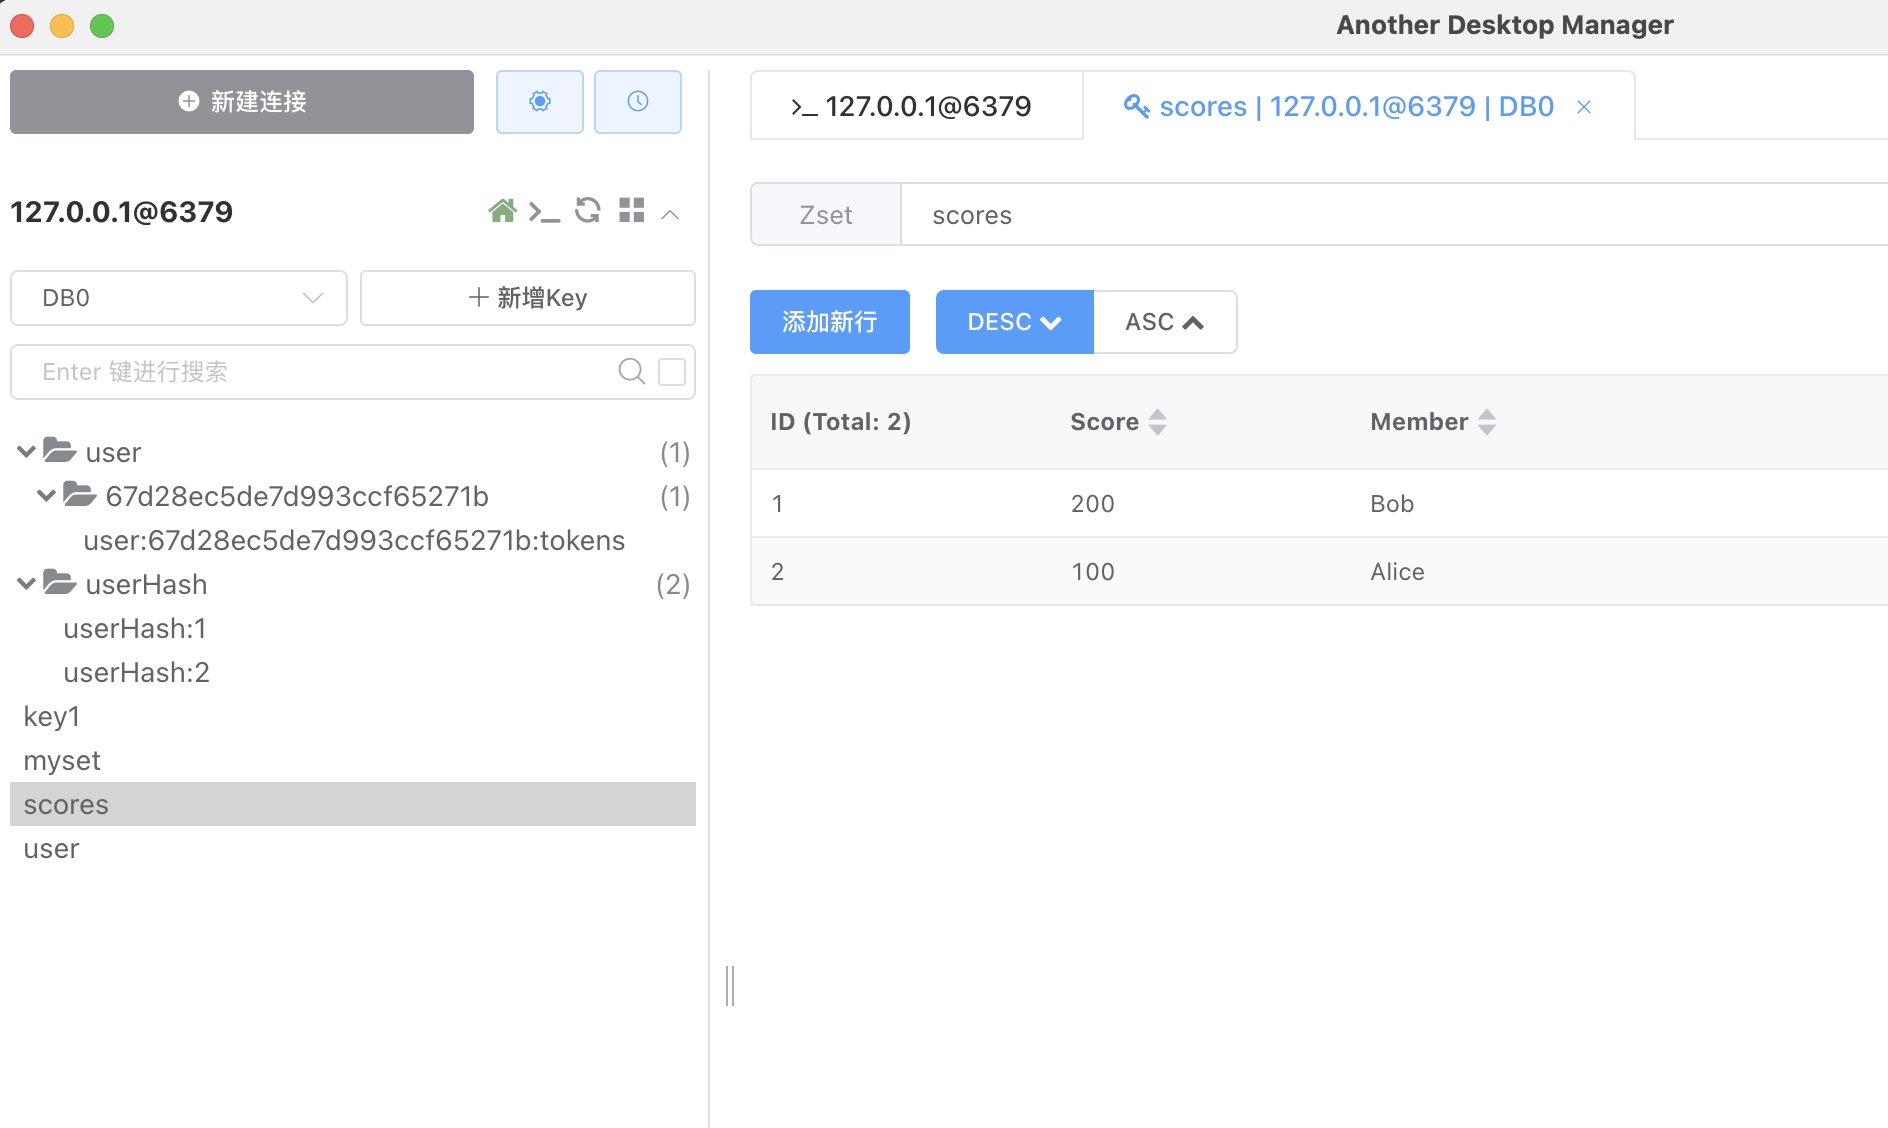 Another Desktop Manager
新建连接
127.0.0.1@6379
DB0
新增Key
Enter 键进行搜索
user (1)
67d28ec5de7d993ccf65271b (1)
user:67d28ec5de7d993ccf65271b:tokens
userHash (2)
userHash:1
userHash:2
key1
myset
scores
user
>_ 127.0.0.1@6379
scores | 127.0.0.1@6379 | DB0 ×
Zset scores
添加新行 DESC ASC
ID (Total: 2) Score Member
1 200 Bob
2 100 Alice